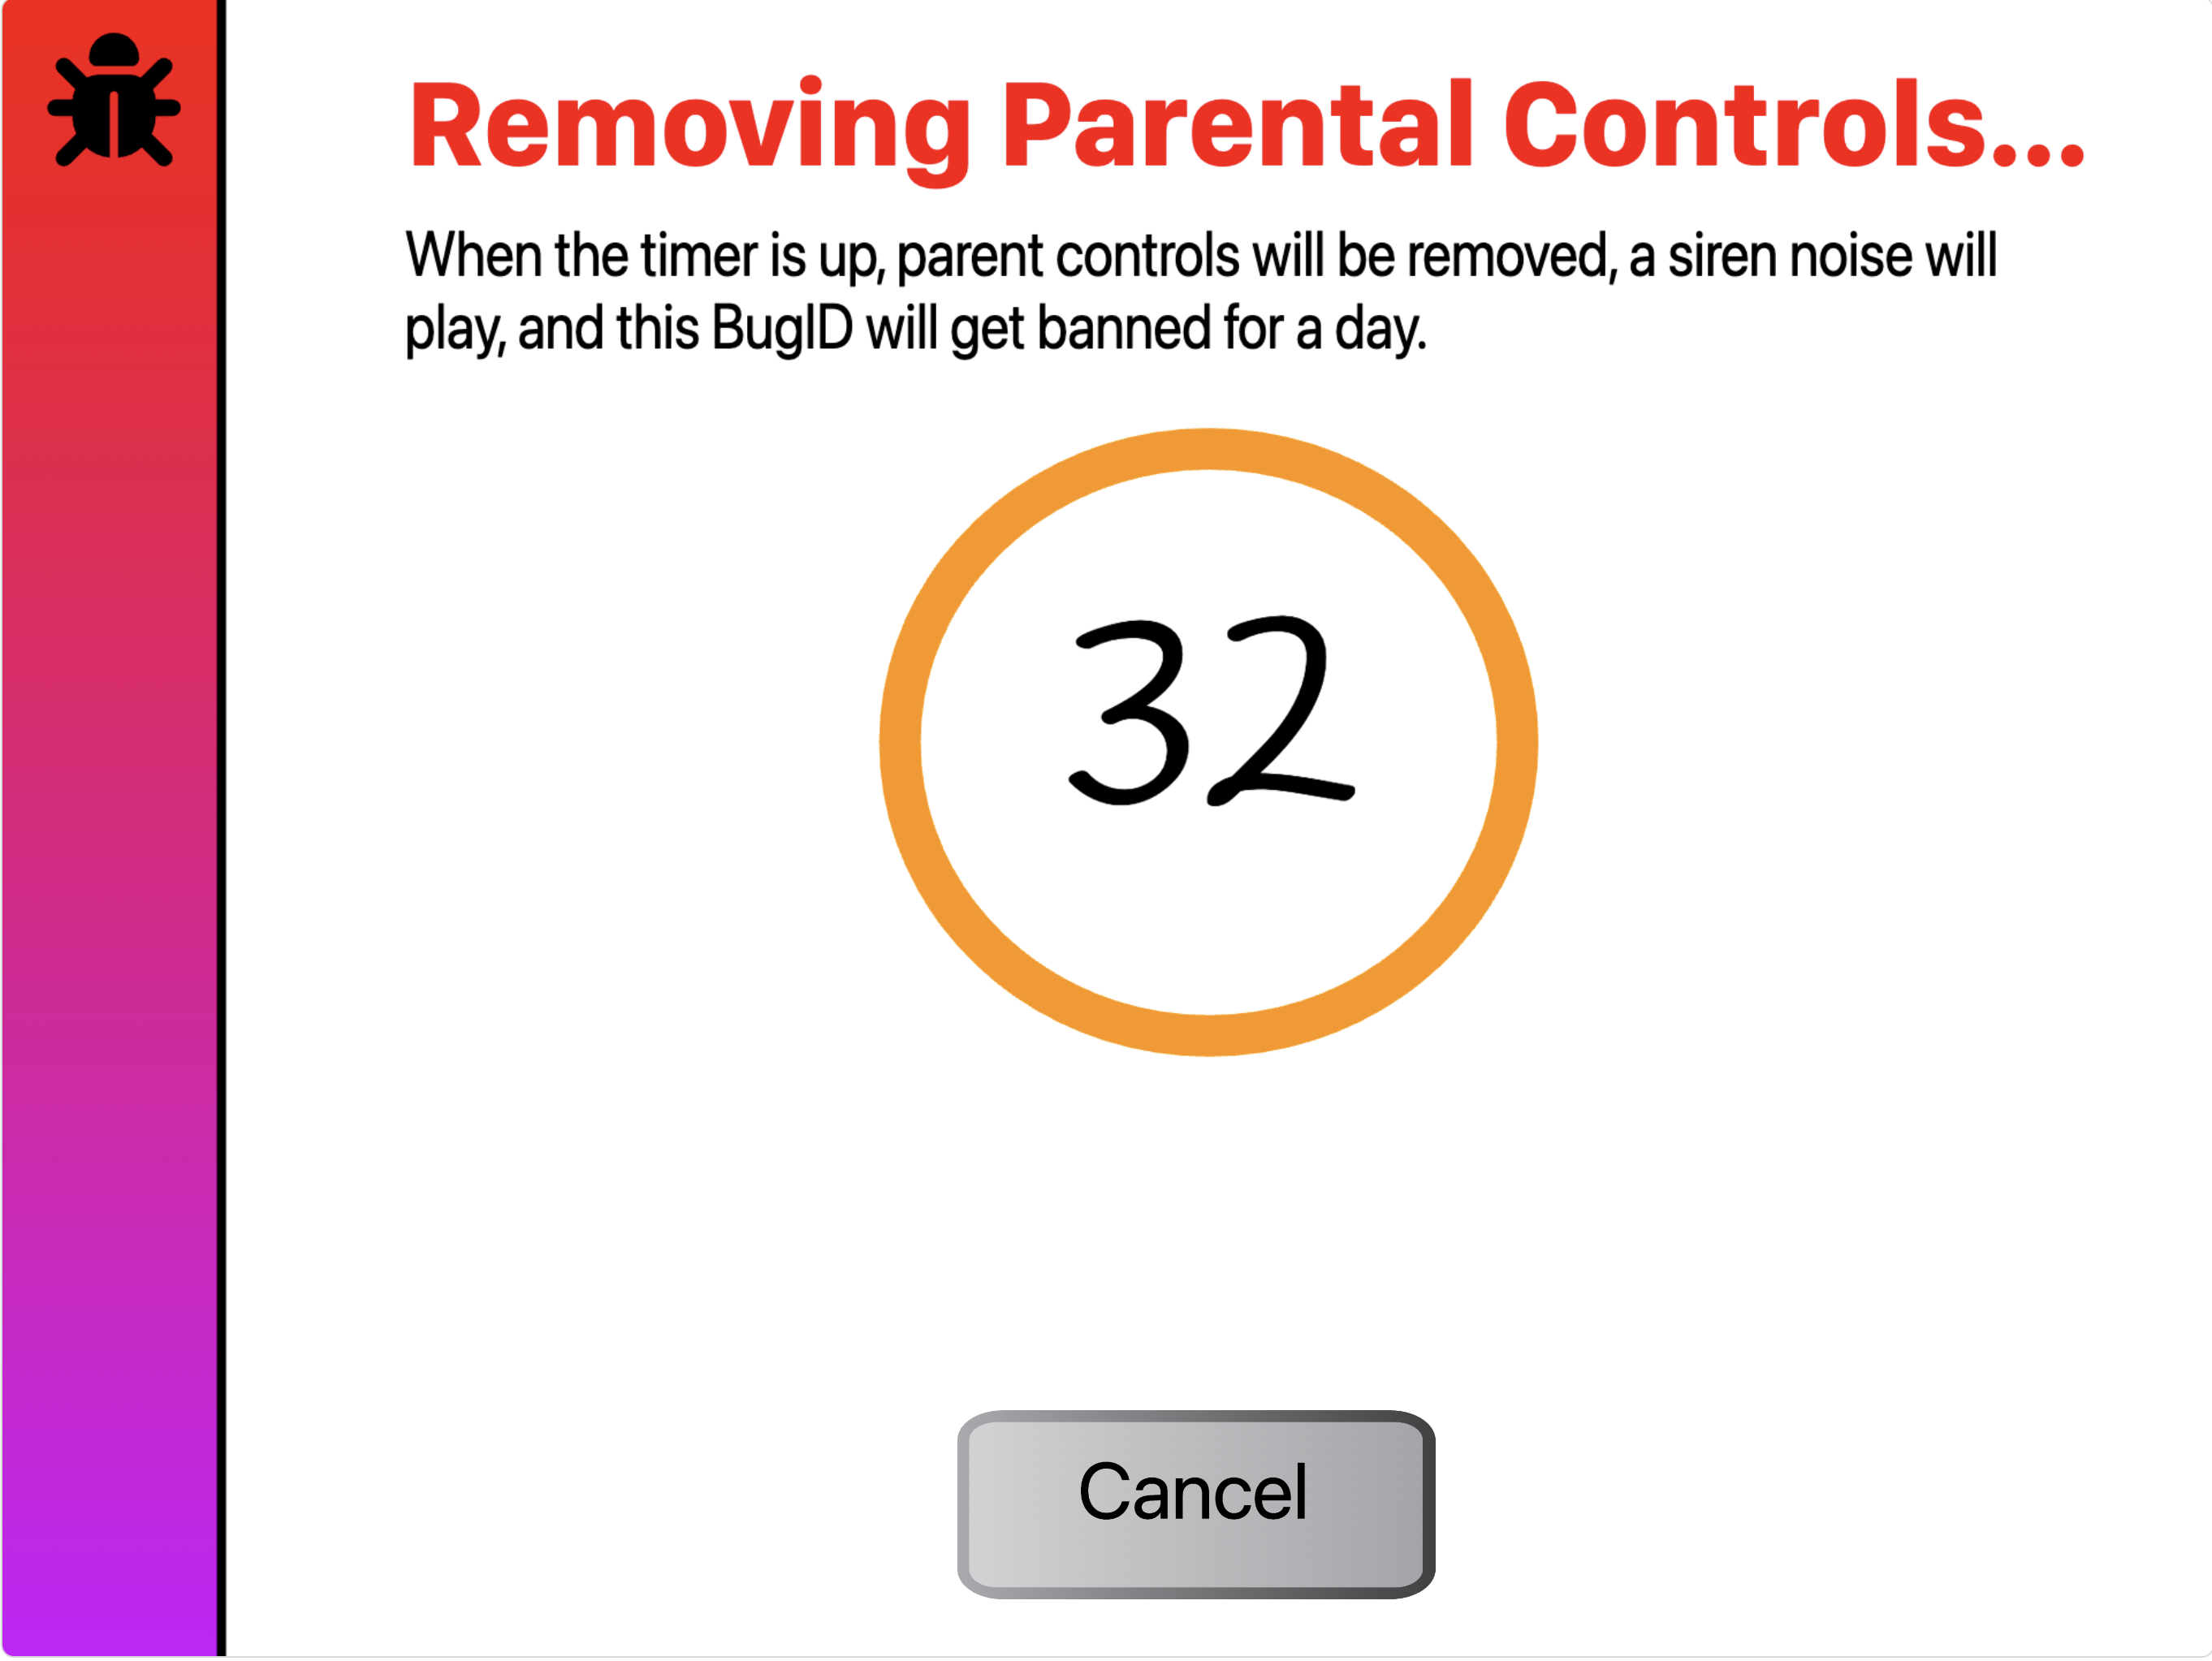 Removing Parental Controls...
When the timer is up, parent controls will be removed, a siren noise will
play, and this BugID will get banned for a day.
32
Cancel